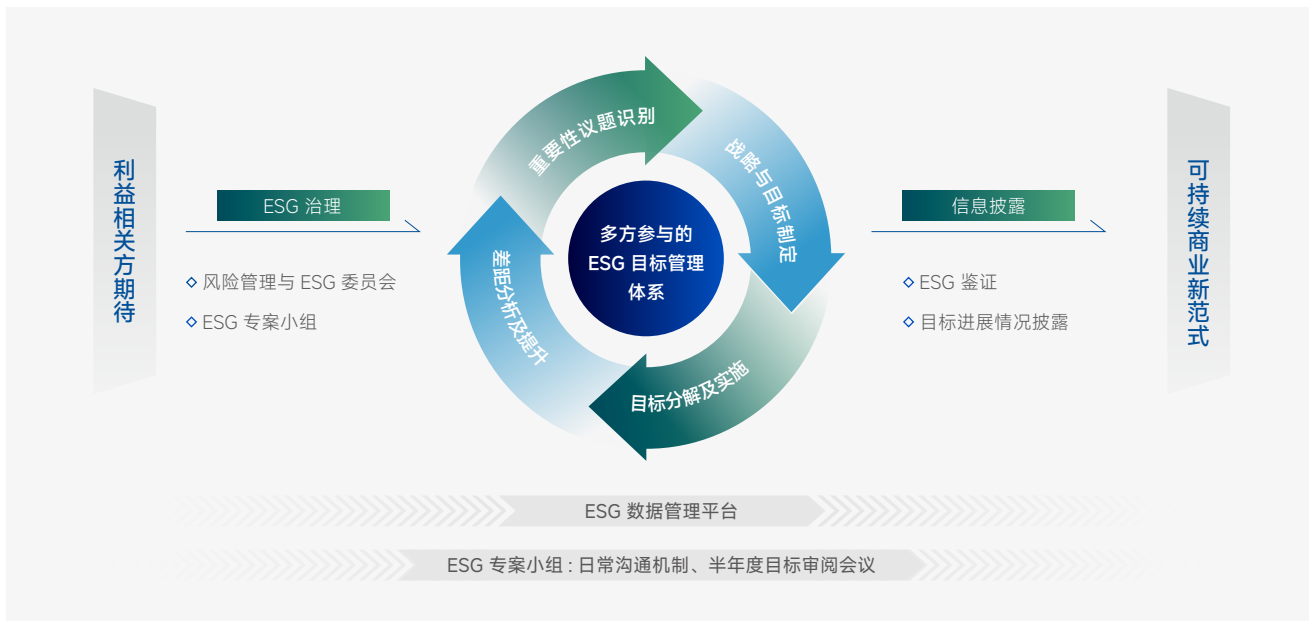 利益相关方期待
ESG 治理
风险管理与 ESG 委员会
ESG 专案小组
重要性议题识别
战略与目标制定
目标分解及实施
差距分析及提升
多方参与的
ESG 目标管理
体系
信息披露
ESG 鉴证
目标进展情况披露
可持续商业新范式
ESG 数据管理平台
ESG 专案小组 : 日常沟通机制、半年度目标审阅会议